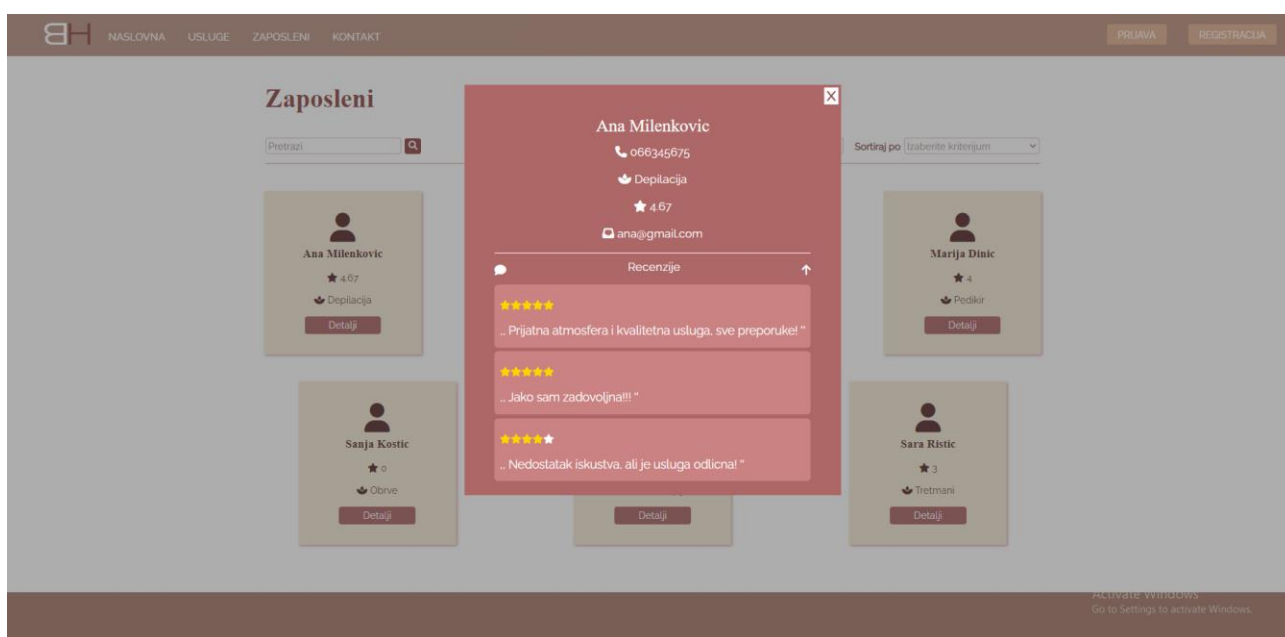 BH NASLOVNA USLUGE ZAPOSLENI KONTAKT PRIJAVA REGISTRACIJA
Zaposleni
Pretrazi
Sortiraj po Izaberite kriterijum
X
Ana Milenkovic
066345675
Depilacija
4.67
ana@gmail.com
Recenzije
„ Prijatna atmosfera i kvalitetna usluga, sve preporuke! “
„ Jako sam zadovoljna!!! “
„ Nedostatak iskustva, ali je usluga odlicna! “
Ana Milenkovic
4.67
Depilacija
Detalji
Marija Dinic
4
Pedikir
Detalji
Sanja Kostic
0
Obrve
Detalji
Detalji
Sara Ristic
3
Tretmani
Detalji
Activate Windows
Go to Settings to activate Windows.